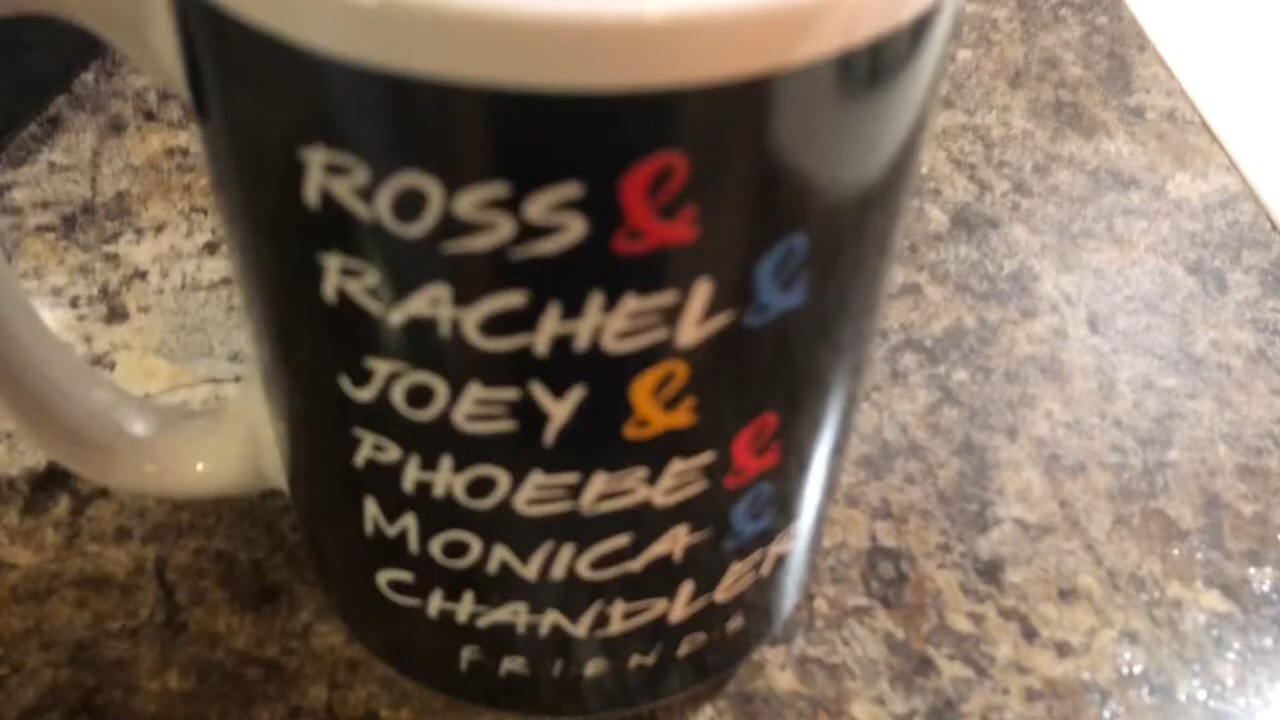 ROSS &
RACHEL &
JOEY &
PHOEBE &
MONICA &
CHANDLER
FRIENDS